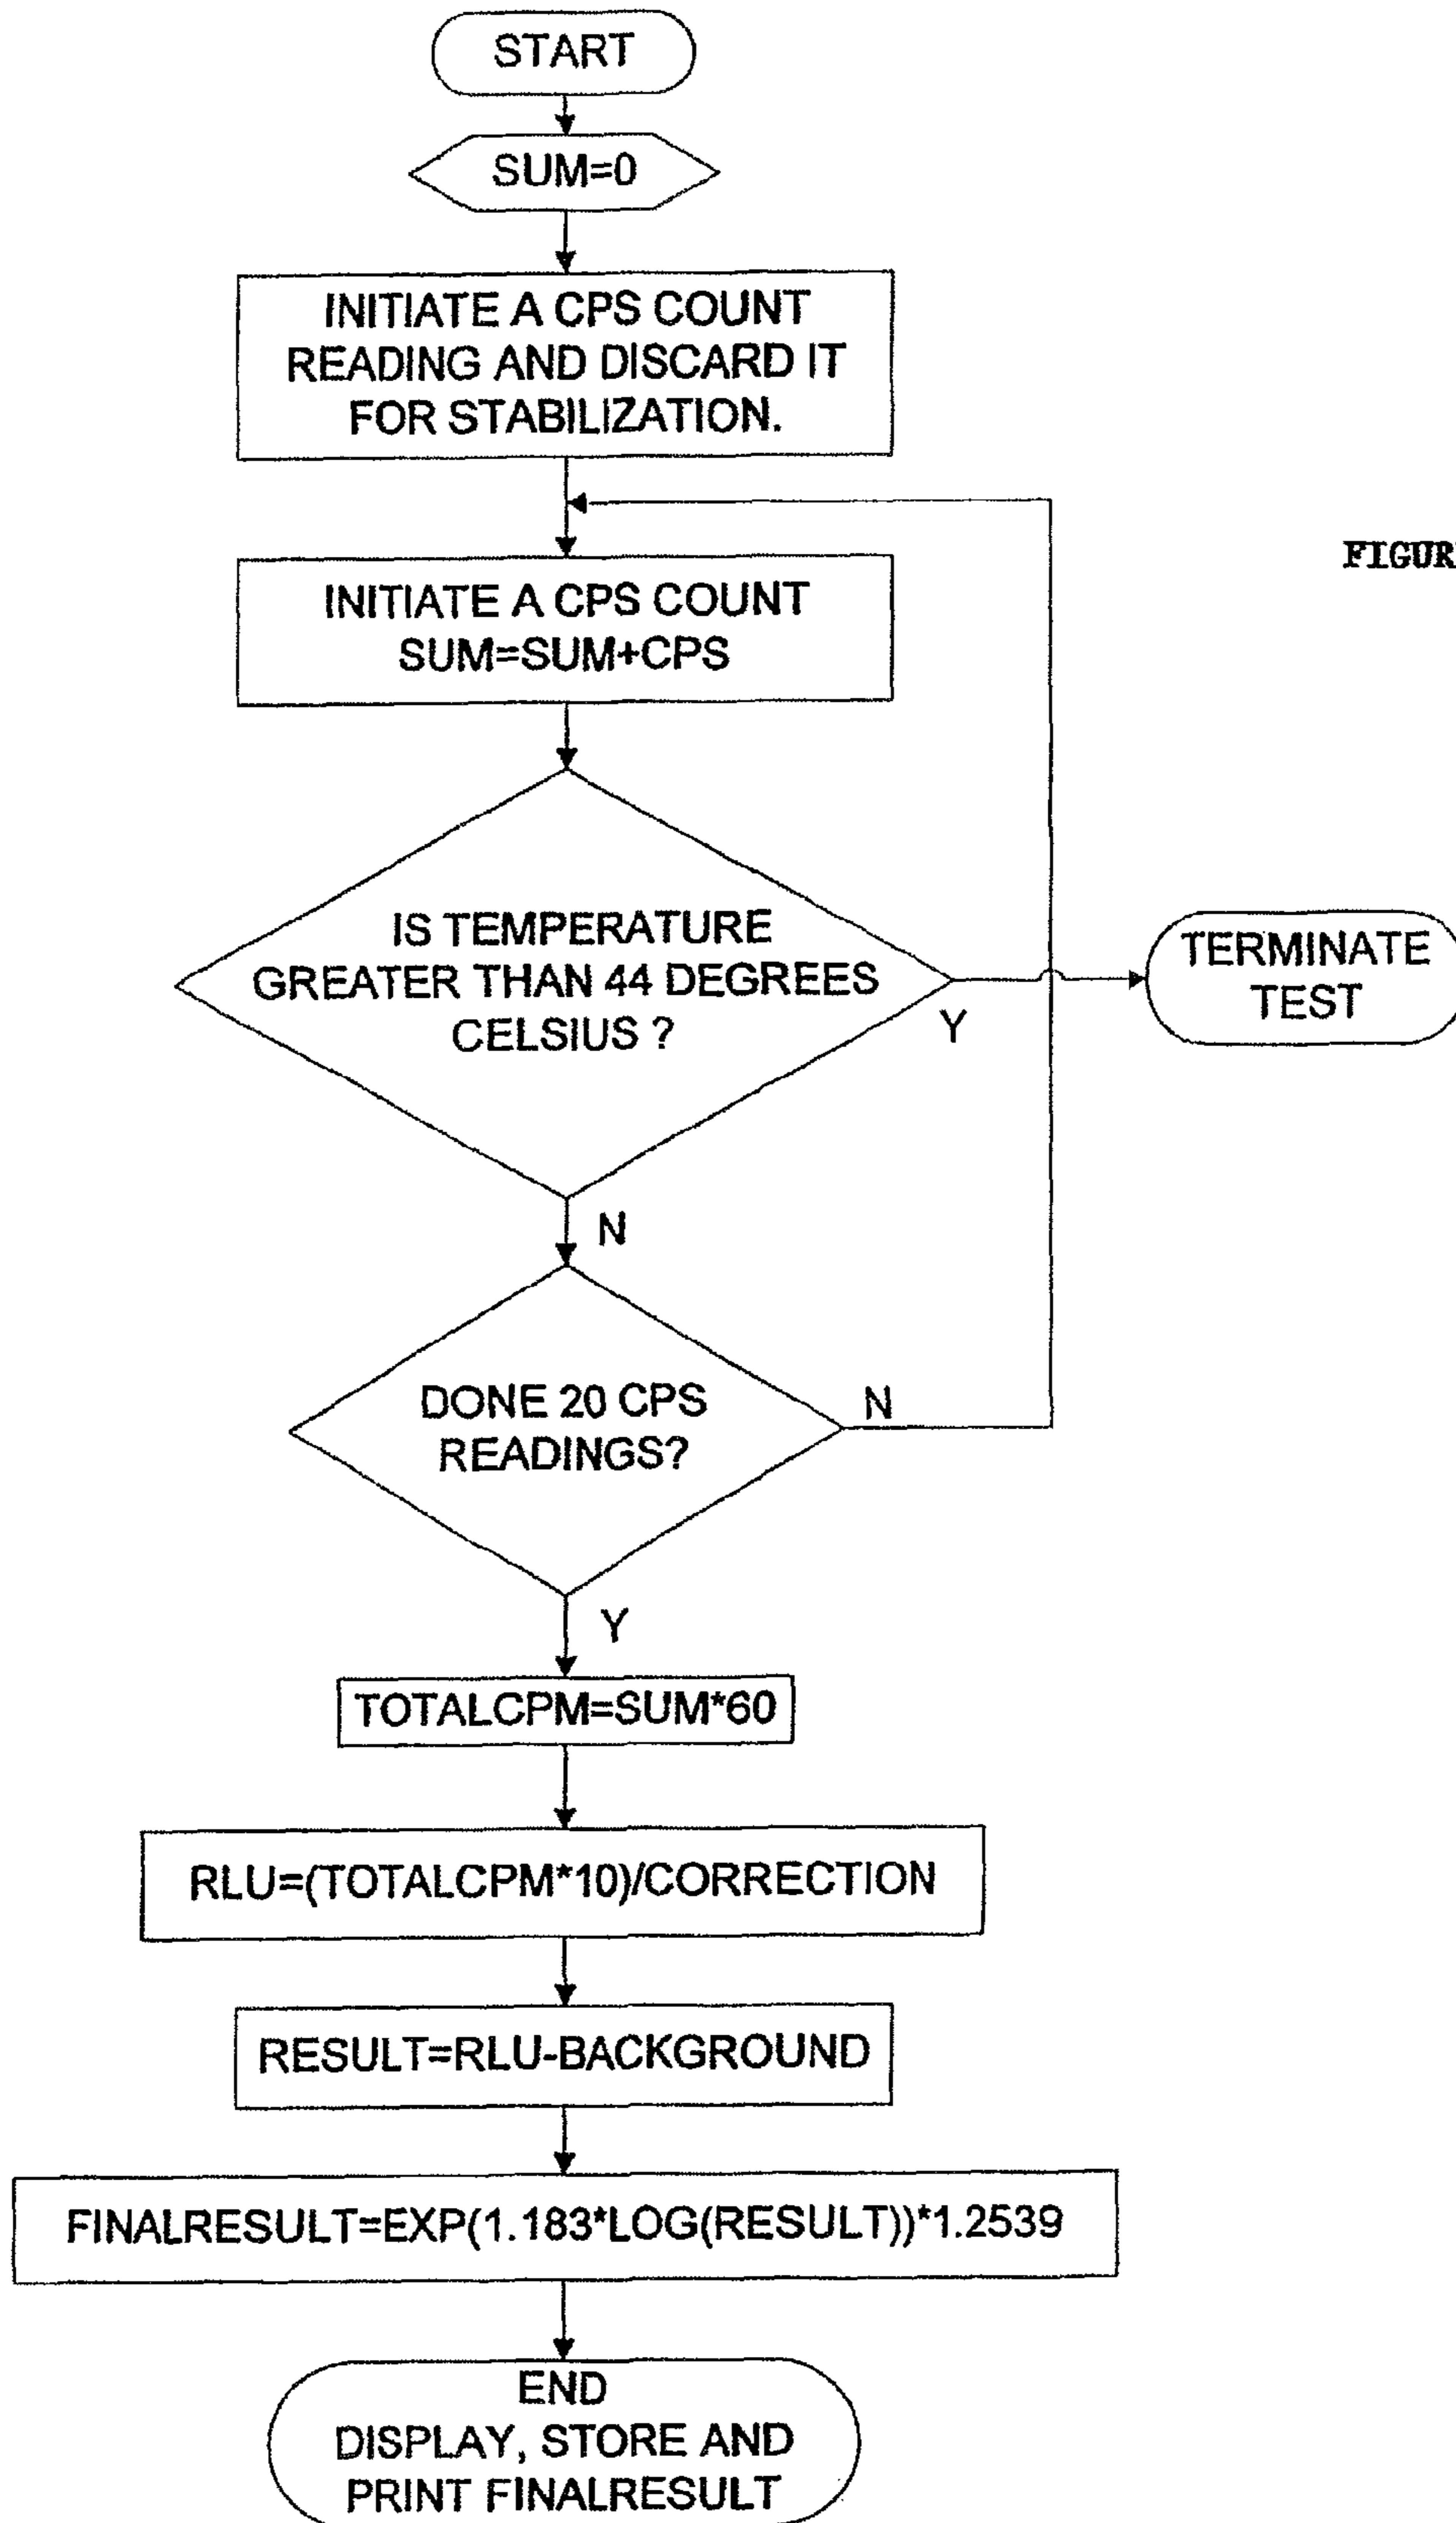 START
SUM=0
INITIATE A CPS COUNT
READING AND DISCARD IT
FOR STABILIZATION.
FIGUR
INITIATE A CPS COUNT
SUM=SUM+CPS
IS TEMPERATURE
GREATER THAN 44 DEGREES
CELSIUS ?
Y
TERMINATE
TEST
N
DONE 20 CPS
READINGS?
N
Y
TOTALCPM=SUM*60
RLU=(TOTALCPM*10)/CORRECTION
RESULT=RLU-BACKGROUND
FINALRESULT=EXP(1.183*LOG(RESULT))*1.2539
END
DISPLAY, STORE AND
PRINT FINALRESULT